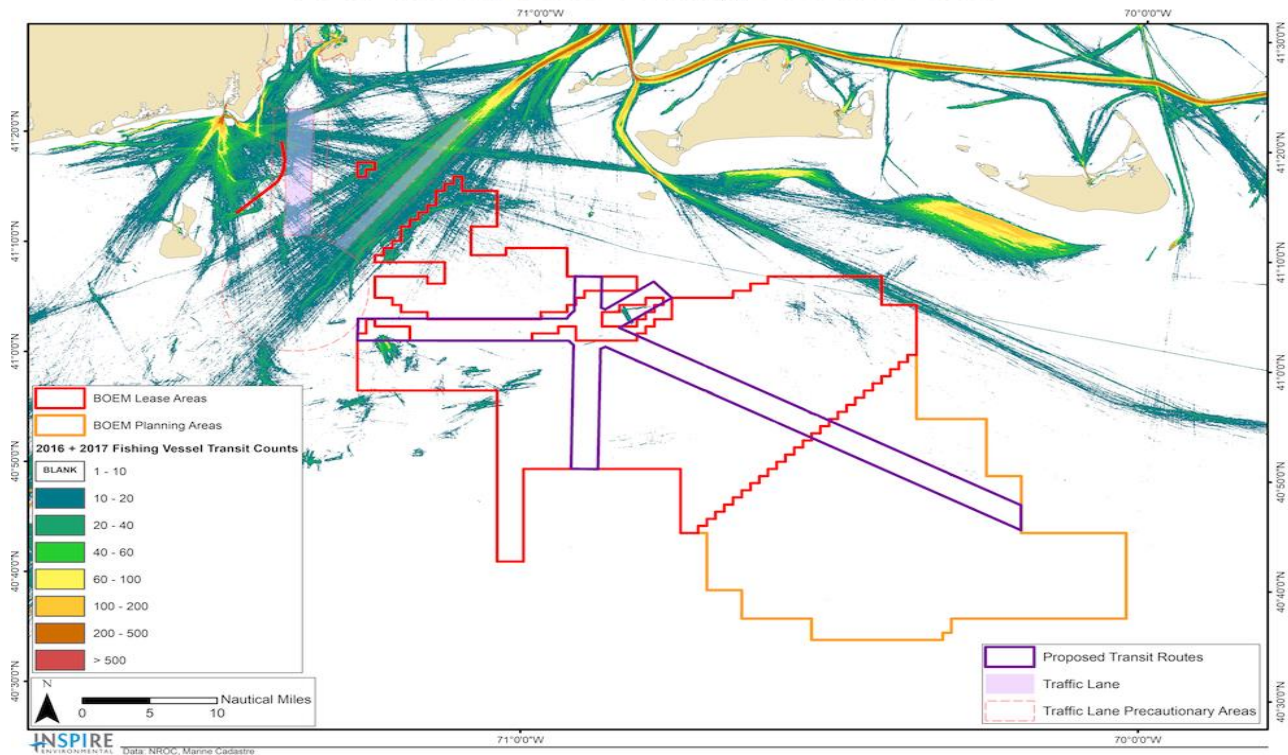 71°0'0"W
70°0'0"W
41°30'0"N
41°20'0"N
41°20'0"N
41°10'0"N
41°10'0"N
41°0'0"N
41°0'0"N
BOEM Lease Areas
BOEM Planning Areas
2016 + 2017 Fishing Vessel Transit Counts
BLANK 1 - 10
10 - 20
20 - 40
40 - 60
60 - 100
100 - 200
200 - 500
> 500
40°50'0"N
40°50'0"N
40°40'0"N
40°40'0"N
40°30'0"N
40°30'0"N
N
Nautical Miles
0 5 10
Proposed Transit Routes
Traffic Lane
Traffic Lane Precautionary Areas
71°0'0"W
70°0'0"W
INSPIRE
ENVIRONMENTAL
Data: NROC, Marine Cadastre